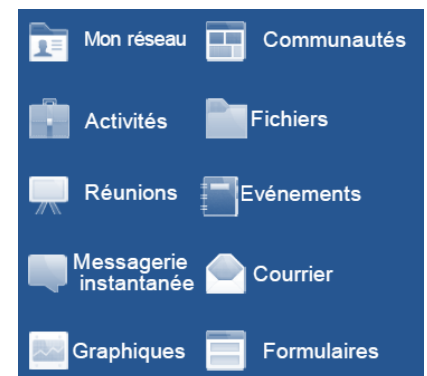 Mon réseau
Communautés
Activités
Fichiers
Réunions
Evénements
Messagerie
instantanée
Courrier
Graphiques
Formulaires